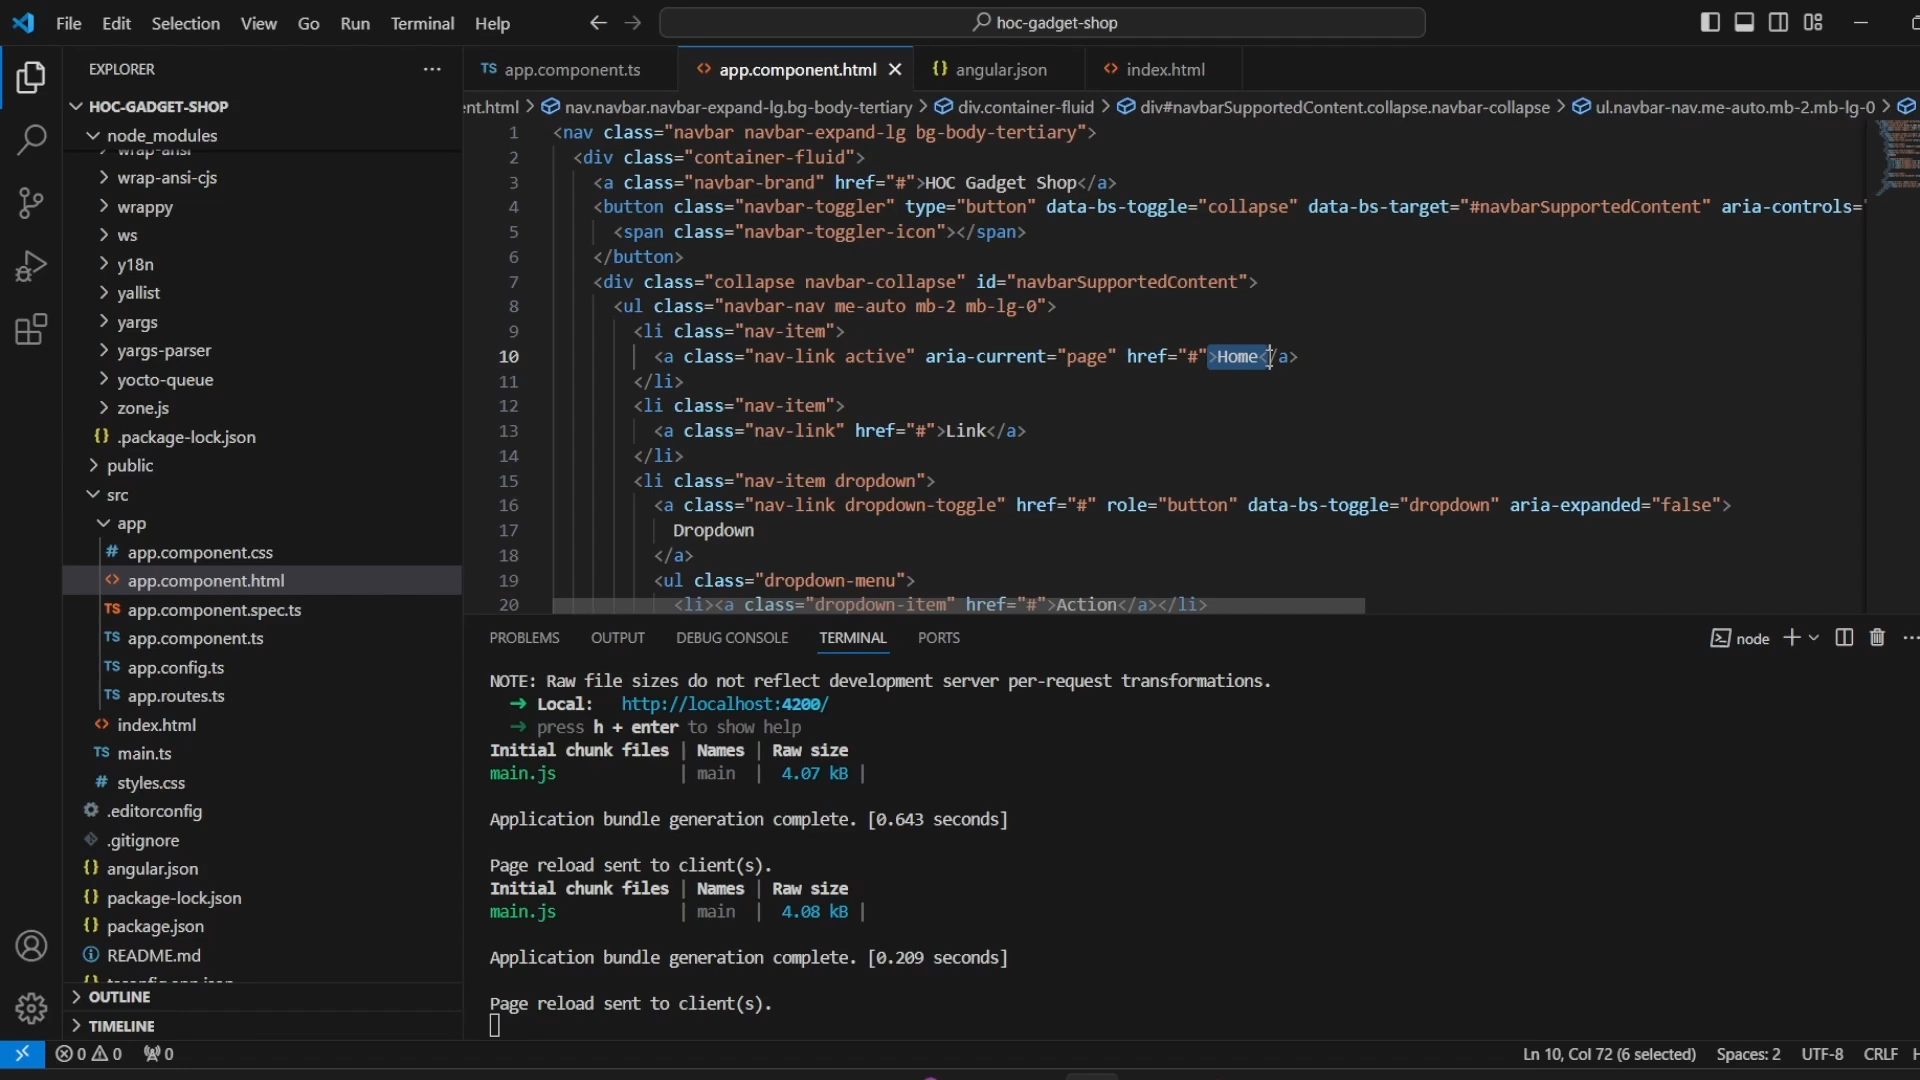 File Edit Selection View Go Run Terminal Help
hoc-gadget-shop
EXPLORER
HOC-GADGET-SHOP
node_modules
wrap-ansi
wrap-ansi-cjs
wrappy
ws
y18n
yallist
yargs
yargs-parser
yocto-queue
zone.js
{} .package-lock.json
public
src
app
# app.component.css
<> app.component.html
TS app.component.spec.ts
TS app.component.ts
TS app.config.ts
TS app.routes.ts
<> index.html
TS main.ts
# styles.css
.editorconfig
.gitignore
{} angular.json
{} package-lock.json
{} package.json
README.md
OUTLINE
TIMELINE
TS app.component.ts
<> app.component.html
{} angular.json
<> index.html
ent.html > nav.navbar.navbar-expand-lg.bg-body-tertiary > div.container-fluid > div#navbarSupportedContent.collapse.navbar-collapse > ul.navbar-nav.me-auto.mb-2.mb-lg-0 >
1 <nav class="navbar navbar-expand-lg bg-body-tertiary">
2 <div class="container-fluid">
3 <a class="navbar-brand" href="#">HOC Gadget Shop</a>
4 <button class="navbar-toggler" type="button" data-bs-toggle="collapse" data-bs-target="#navbarSupportedContent" aria-controls="
5 <span class="navbar-toggler-icon"></span>
6 </button>
7 <div class="collapse navbar-collapse" id="navbarSupportedContent">
8 <ul class="navbar-nav me-auto mb-2 mb-lg-0">
9 <li class="nav-item">
10 <a class="nav-link active" aria-current="page" href="#">Home</a>
11 </li>
12 <li class="nav-item">
13 <a class="nav-link" href="#">Link</a>
14 </li>
15 <li class="nav-item dropdown">
16 <a class="nav-link dropdown-toggle" href="#" role="button" data-bs-toggle="dropdown" aria-expanded="false">
17 Dropdown
18 </a>
19 <ul class="dropdown-menu">
20 <li><a class="dropdown-item" href="#">Action</a></li>
PROBLEMS OUTPUT DEBUG CONSOLE TERMINAL PORTS
node
NOTE: Raw file sizes do not reflect development server per-request transformations.
➜ Local: http://localhost:4200/
➜ press h + enter to show help
Initial chunk files | Names | Raw size
main.js | main | 4.07 kB |
Application bundle generation complete. [0.643 seconds]
Page reload sent to client(s).
Initial chunk files | Names | Raw size
main.js | main | 4.08 kB |
Application bundle generation complete. [0.209 seconds]
Page reload sent to client(s).
0 0 0
Ln 10, Col 72 (6 selected) Spaces: 2 UTF-8 CRLF